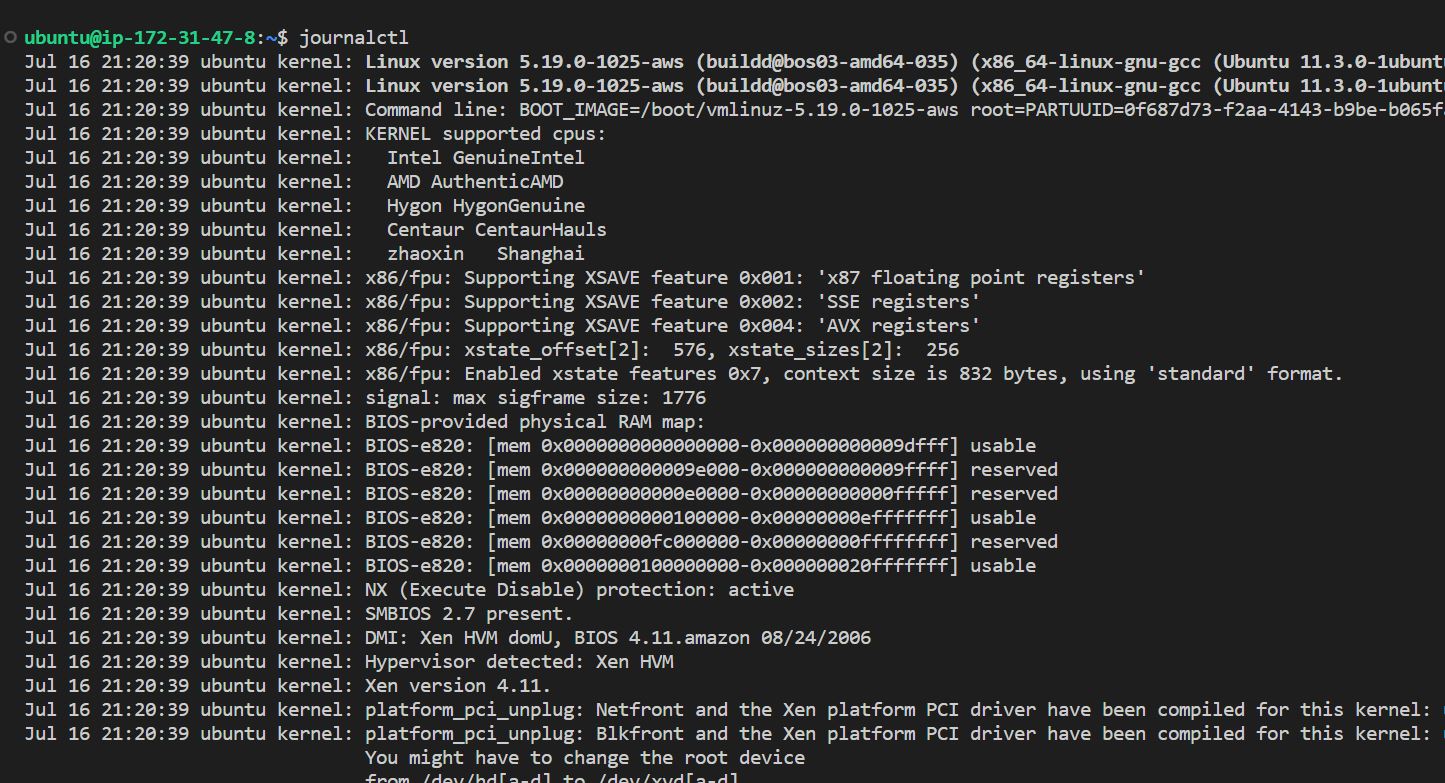 ubuntu@ip-172-31-47-8:~$ journalctl
Jul 16 21:20:39 ubuntu kernel: Linux version 5.19.0-1025-aws (buildd@bos03-amd64-035) (x86_64-linux-gnu-gcc (Ubuntu 11.3.0-1ubunt
Jul 16 21:20:39 ubuntu kernel: Linux version 5.19.0-1025-aws (buildd@bos03-amd64-035) (x86_64-linux-gnu-gcc (Ubuntu 11.3.0-1ubunt
Jul 16 21:20:39 ubuntu kernel: Command line: BOOT_IMAGE=/boot/vmlinuz-5.19.0-1025-aws root=PARTUUID=0f687d73-f2aa-4143-b9be-b065f
Jul 16 21:20:39 ubuntu kernel: KERNEL supported cpus:
Jul 16 21:20:39 ubuntu kernel:   Intel GenuineIntel
Jul 16 21:20:39 ubuntu kernel:   AMD AuthenticAMD
Jul 16 21:20:39 ubuntu kernel:   Hygon HygonGenuine
Jul 16 21:20:39 ubuntu kernel:   Centaur CentaurHauls
Jul 16 21:20:39 ubuntu kernel:   zhaoxin   Shanghai
Jul 16 21:20:39 ubuntu kernel: x86/fpu: Supporting XSAVE feature 0x001: 'x87 floating point registers'
Jul 16 21:20:39 ubuntu kernel: x86/fpu: Supporting XSAVE feature 0x002: 'SSE registers'
Jul 16 21:20:39 ubuntu kernel: x86/fpu: Supporting XSAVE feature 0x004: 'AVX registers'
Jul 16 21:20:39 ubuntu kernel: x86/fpu: xstate_offset[2]:  576, xstate_sizes[2]:  256
Jul 16 21:20:39 ubuntu kernel: x86/fpu: Enabled xstate features 0x7, context size is 832 bytes, using 'standard' format.
Jul 16 21:20:39 ubuntu kernel: signal: max sigframe size: 1776
Jul 16 21:20:39 ubuntu kernel: BIOS-provided physical RAM map:
Jul 16 21:20:39 ubuntu kernel: BIOS-e820: [mem 0x0000000000000000-0x000000000009dfff] usable
Jul 16 21:20:39 ubuntu kernel: BIOS-e820: [mem 0x000000000009e000-0x000000000009ffff] reserved
Jul 16 21:20:39 ubuntu kernel: BIOS-e820: [mem 0x00000000000e0000-0x00000000000fffff] reserved
Jul 16 21:20:39 ubuntu kernel: BIOS-e820: [mem 0x0000000000100000-0x00000000efffffff] usable
Jul 16 21:20:39 ubuntu kernel: BIOS-e820: [mem 0x00000000fc000000-0x00000000ffffffff] reserved
Jul 16 21:20:39 ubuntu kernel: BIOS-e820: [mem 0x0000000100000000-0x000000020fffffff] usable
Jul 16 21:20:39 ubuntu kernel: NX (Execute Disable) protection: active
Jul 16 21:20:39 ubuntu kernel: SMBIOS 2.7 present.
Jul 16 21:20:39 ubuntu kernel: DMI: Xen HVM domU, BIOS 4.11.amazon 08/24/2006
Jul 16 21:20:39 ubuntu kernel: Hypervisor detected: Xen HVM
Jul 16 21:20:39 ubuntu kernel: Xen version 4.11.
Jul 16 21:20:39 ubuntu kernel: platform_pci_unplug: Netfront and the Xen platform PCI driver have been compiled for this kernel:
Jul 16 21:20:39 ubuntu kernel: platform_pci_unplug: Blkfront and the Xen platform PCI driver have been compiled for this kernel:
You might have to change the root device
from /dev/hd[a-d] to /dev/xvd[a-d]